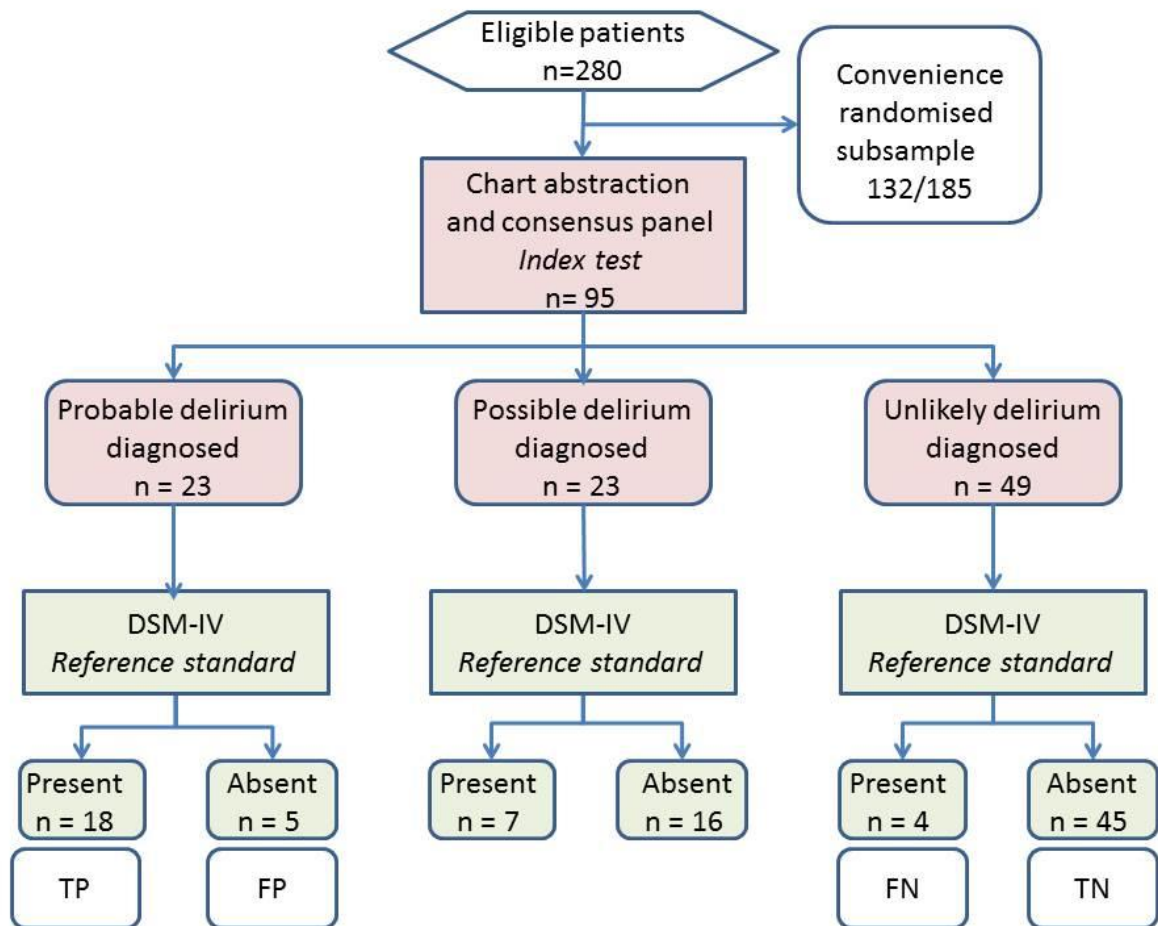 Eligible patients
n=280
Convenience
randomised
subsample
132/185
Chart abstraction
and consensus panel
Index test
n= 95
Probable delirium
diagnosed
n = 23
Possible delirium
diagnosed
n = 23
Unlikely delirium
diagnosed
n = 49
DSM-IV
Reference standard
DSM-IV
Reference standard
DSM-IV
Reference standard
Present
n = 18
Absent
n = 5
Present
n = 7
Absent
n = 16
Present
n = 4
Absent
n = 45
TP
FP
FN
TN